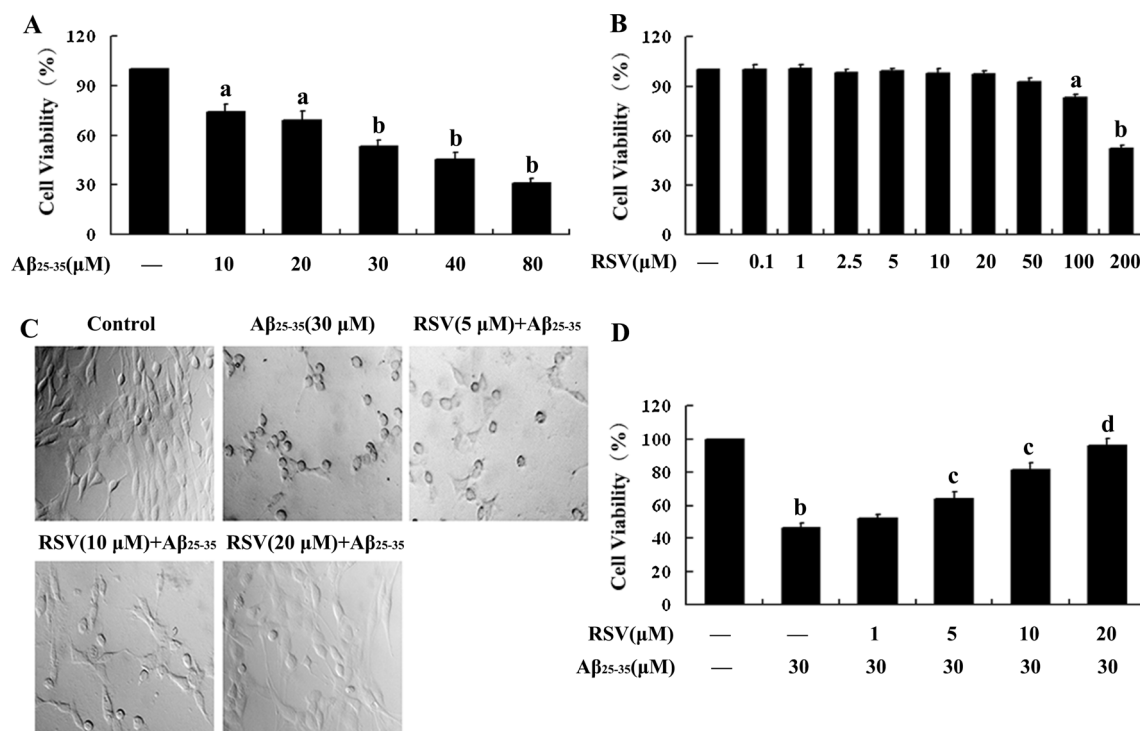 A
Cell Viability (%)
120
90
60
30
0
a
a
b
b
b
Aβ25-35(μM)
— 10 20 30 40 80
B
Cell Viability (%)
120
90
60
30
0
a
b
RSV(μM)
— 0.1 1 2.5 5 10 20 50 100 200
C
Control
Aβ25-35(30 μM)
RSV(5 μM)+Aβ25-35
RSV(10 μM)+Aβ25-35
RSV(20 μM)+Aβ25-35
D
Cell Viability (%)
120
100
80
60
40
20
0
b
c
c
d
RSV(μM) — — 1 5 10 20
Aβ25-35(μM) — 30 30 30 30 30